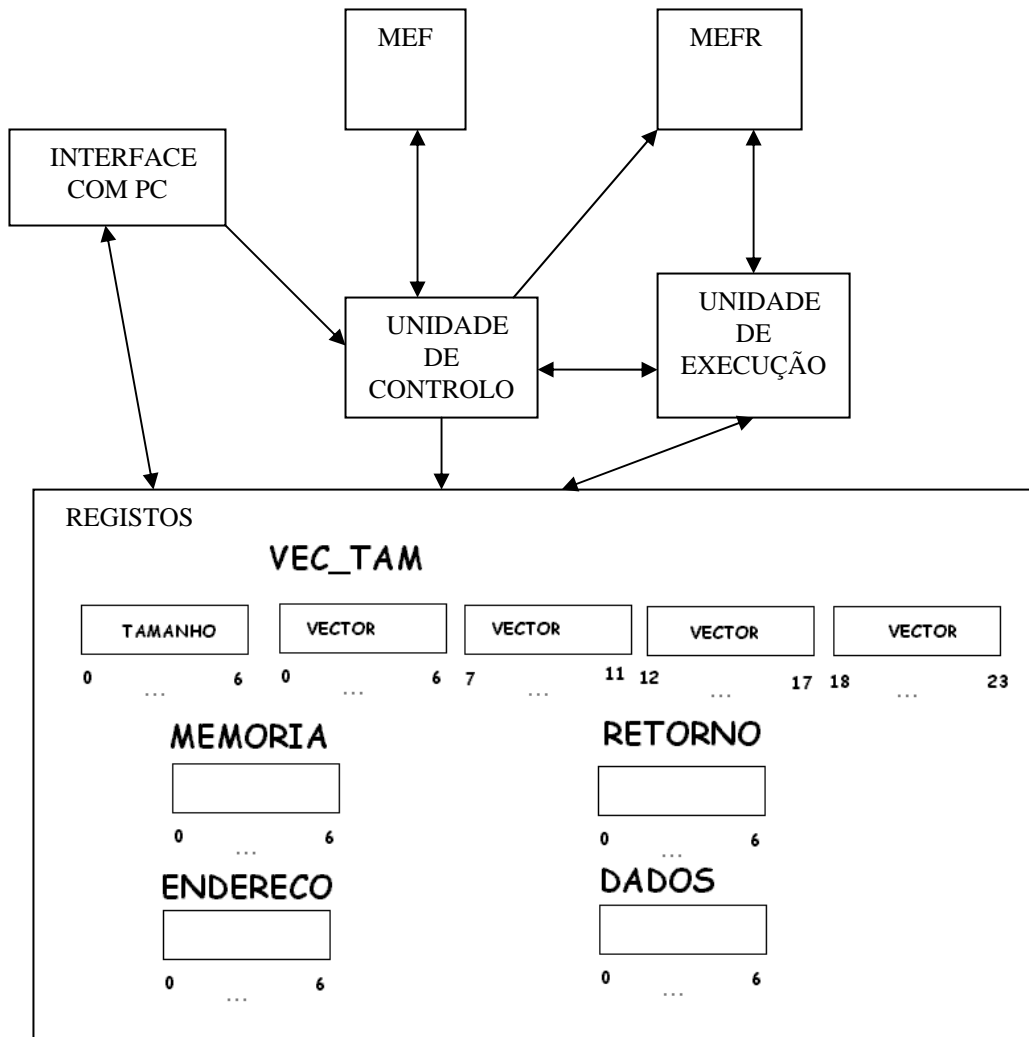 MEF
MEFR
INTERFACE
COM PC
UNIDADE
DE
CONTROLO
UNIDADE
DE
EXECUÇÃO
REGISTOS
VEC_TAM
TAMANHO VECTOR VECTOR VECTOR VECTOR
0 ... 6 0 ... 6 7 ... 11 12 ... 17 18 ... 23
MEMORIA RETORNO
0 ... 6 0 ... 6
ENDERECO DADOS
0 ... 6 0 ... 6